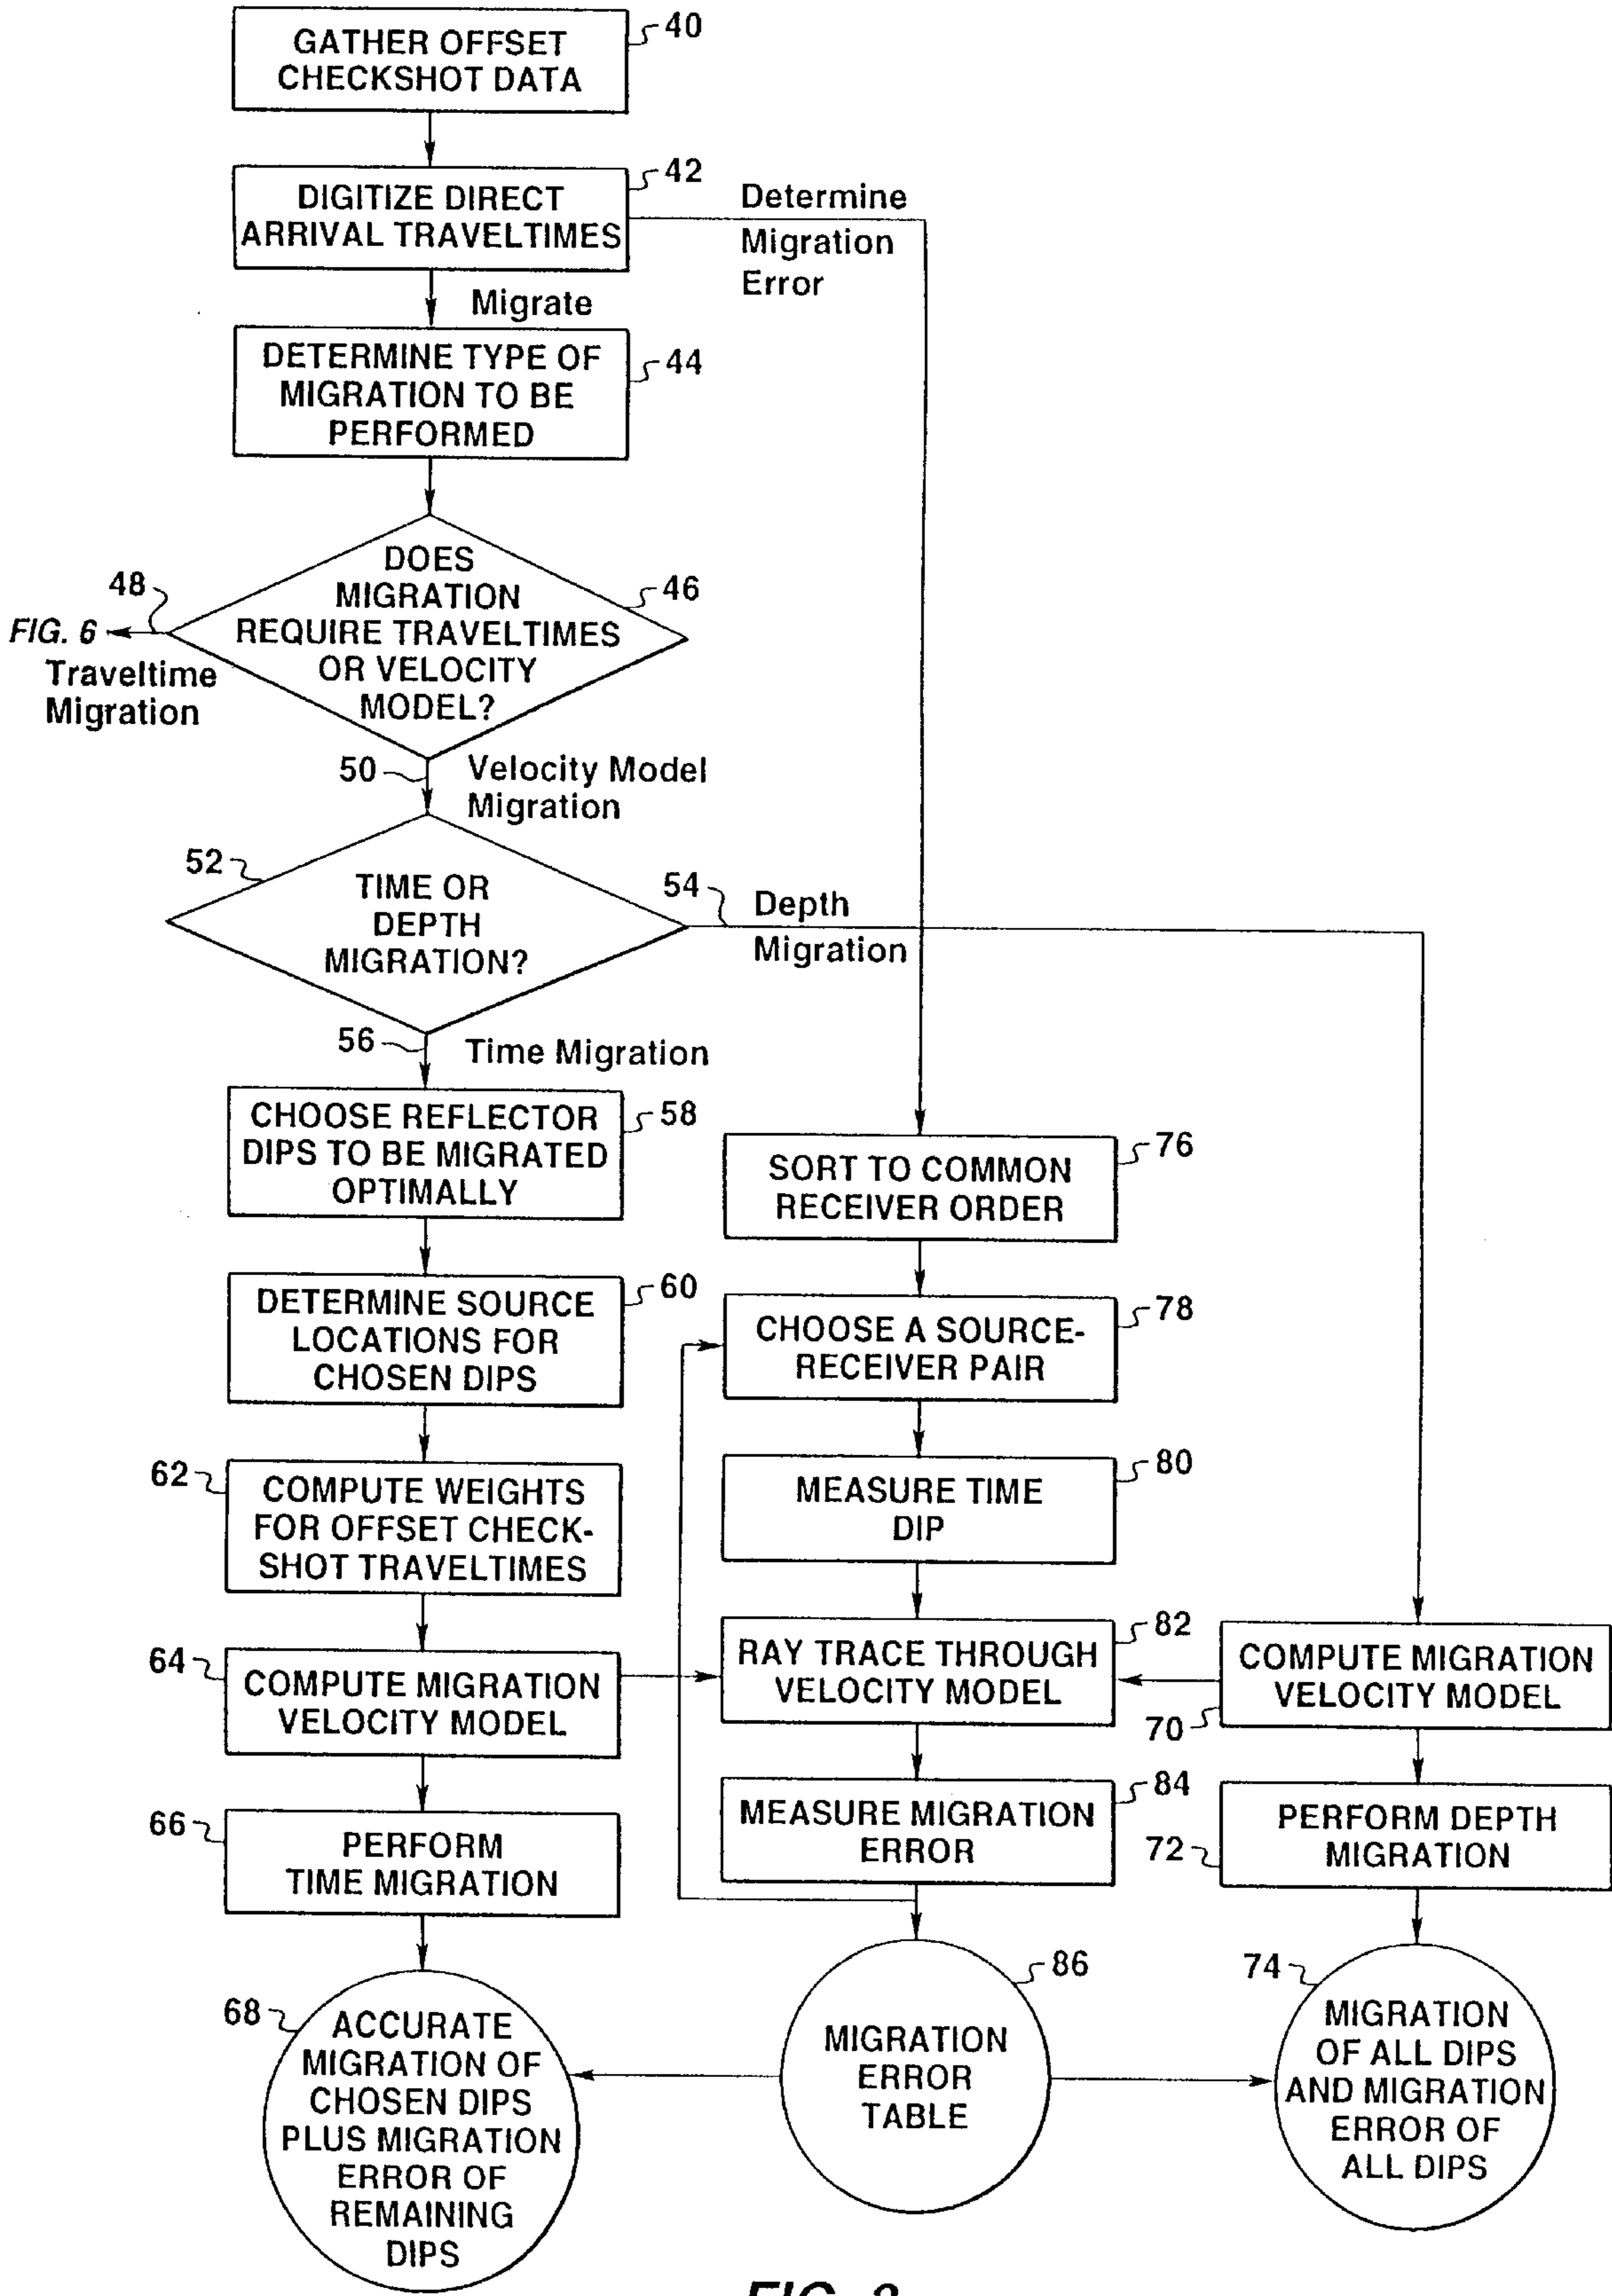 GATHER OFFSET
CHECKSHOT DATA
40
DIGITIZE DIRECT
ARRIVAL TRAVELTIMES
42
Determine
Migration
Error
Migrate
DETERMINE TYPE OF
MIGRATION TO BE
PERFORMED
44
DOES
MIGRATION
REQUIRE TRAVELTIMES
OR VELOCITY
MODEL?
46
48
FIG. 6
Traveltime
Migration
50
Velocity Model
Migration
52
TIME OR
DEPTH
MIGRATION?
54
Depth
Migration
56
Time Migration
CHOOSE REFLECTOR
DIPS TO BE MIGRATED
OPTIMALLY
58
DETERMINE SOURCE
LOCATIONS FOR
CHOSEN DIPS
60
62
COMPUTE WEIGHTS
FOR OFFSET CHECK-
SHOT TRAVELTIMES
64
COMPUTE MIGRATION
VELOCITY MODEL
66
PERFORM
TIME MIGRATION
68
ACCURATE
MIGRATION OF
CHOSEN DIPS
PLUS MIGRATION
ERROR OF
REMAINING
DIPS
SORT TO COMMON
RECEIVER ORDER
76
CHOOSE A SOURCE-
RECEIVER PAIR
78
MEASURE TIME
DIP
80
RAY TRACE THROUGH
VELOCITY MODEL
82
MEASURE MIGRATION
ERROR
84
MIGRATION
ERROR
TABLE
86
COMPUTE MIGRATION
VELOCITY MODEL
70
PERFORM DEPTH
MIGRATION
72
74
MIGRATION
OF ALL DIPS
AND MIGRATION
ERROR OF
ALL DIPS